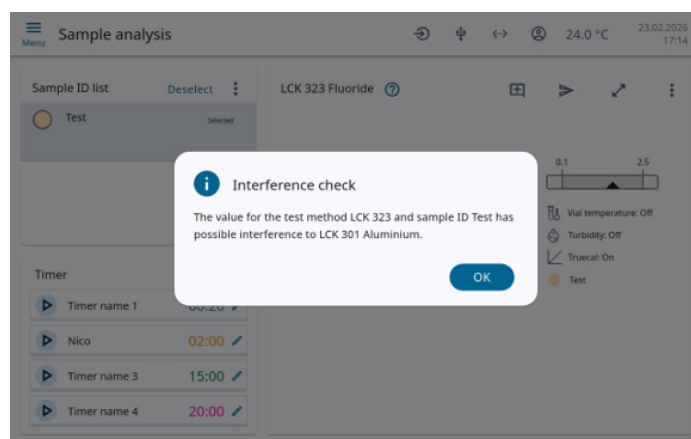 Menu
Sample analysis
24.0 °C
23.02.2026
17:14
Sample ID list
Deselect
Test
Selected
LCK 323 Fluoride
0.1
2.5
Vial temperature: Off
Turbidity: Off
Truecal: On
Test
i
Interference check
The value for the test method LCK 323 and sample ID Test has
possible interference to LCK 301 Aluminium.
OK
Timer
Timer name 1
00:20
Nico
02:00
Timer name 3
15:00
Timer name 4
20:00